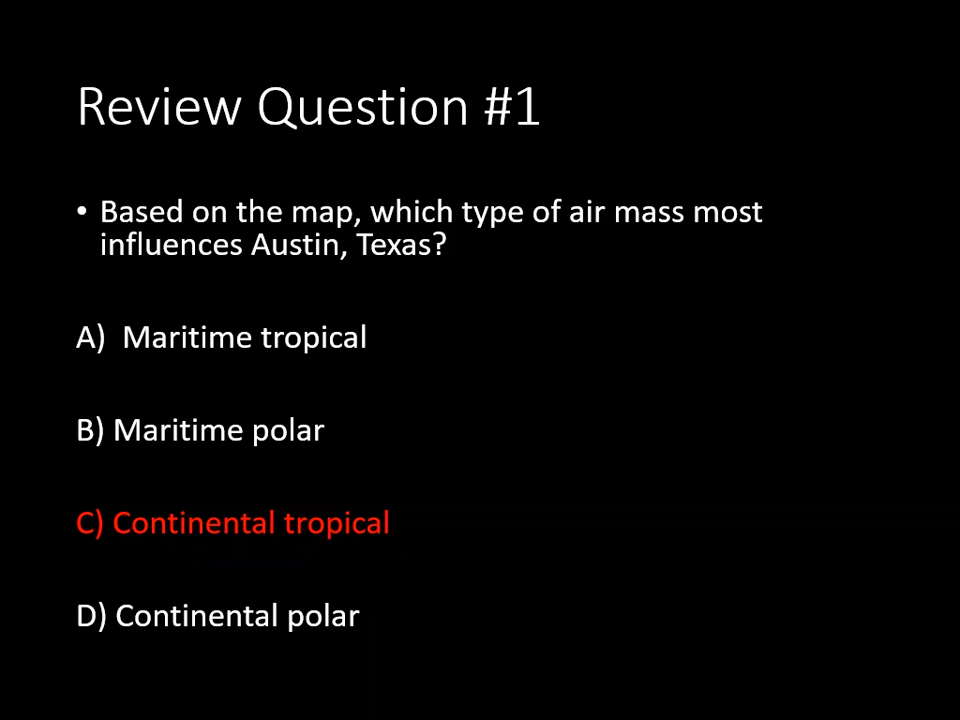 Review Question #1
• Based on the map, which type of air mass most
influences Austin, Texas?
A) Maritime tropical
B) Maritime polar
C) Continental tropical
D) Continental polar